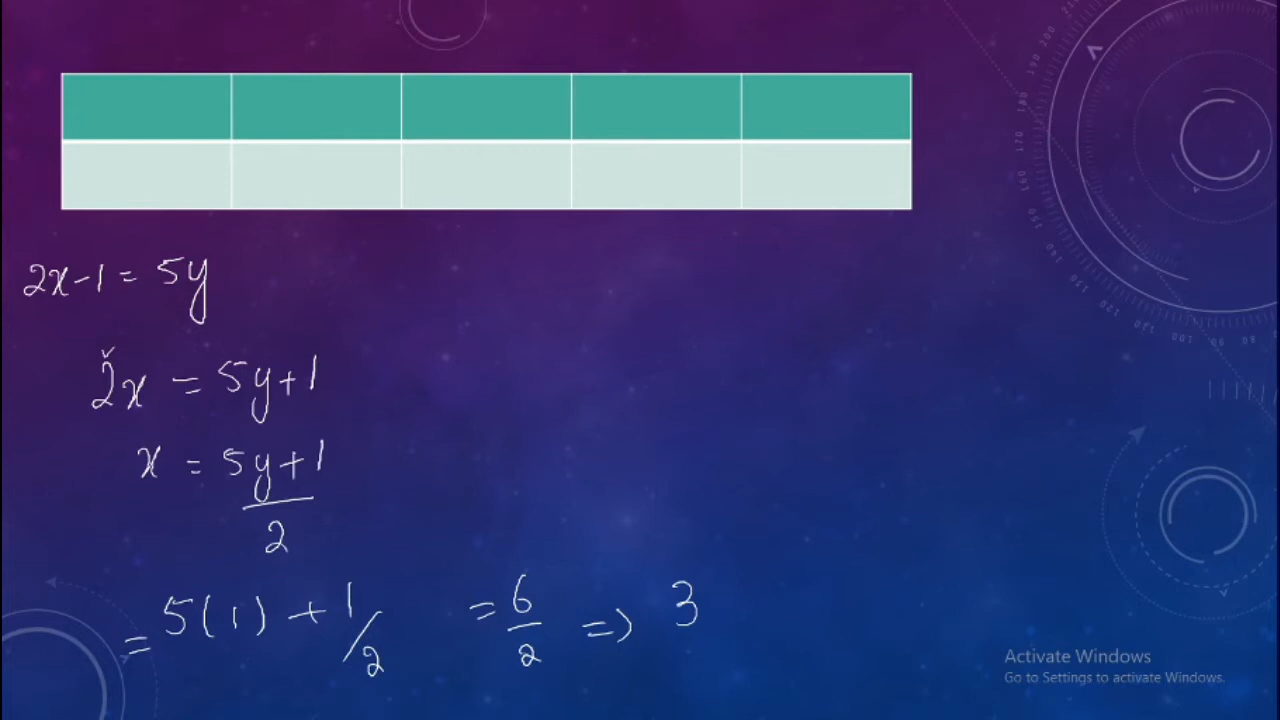 2x-1 = 5y
2x = 5y+1
x = 5y+1
2
= 5(1) + 1/2 = 6/2 => 3
Activate Windows
Go to Settings to activate Windows.